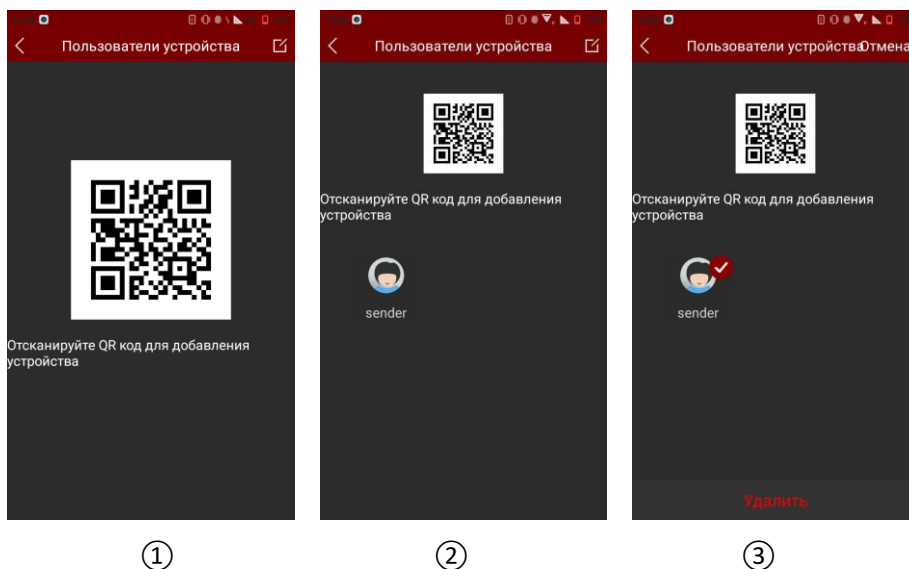 Пользователи устройства
Отсканируйте QR код для добавления
устройства
①
Пользователи устройства
Отсканируйте QR код для добавления
устройства
sender
②
Пользователи устройства
Отмена
Отсканируйте QR код для добавления
устройства
sender
Удалить
③